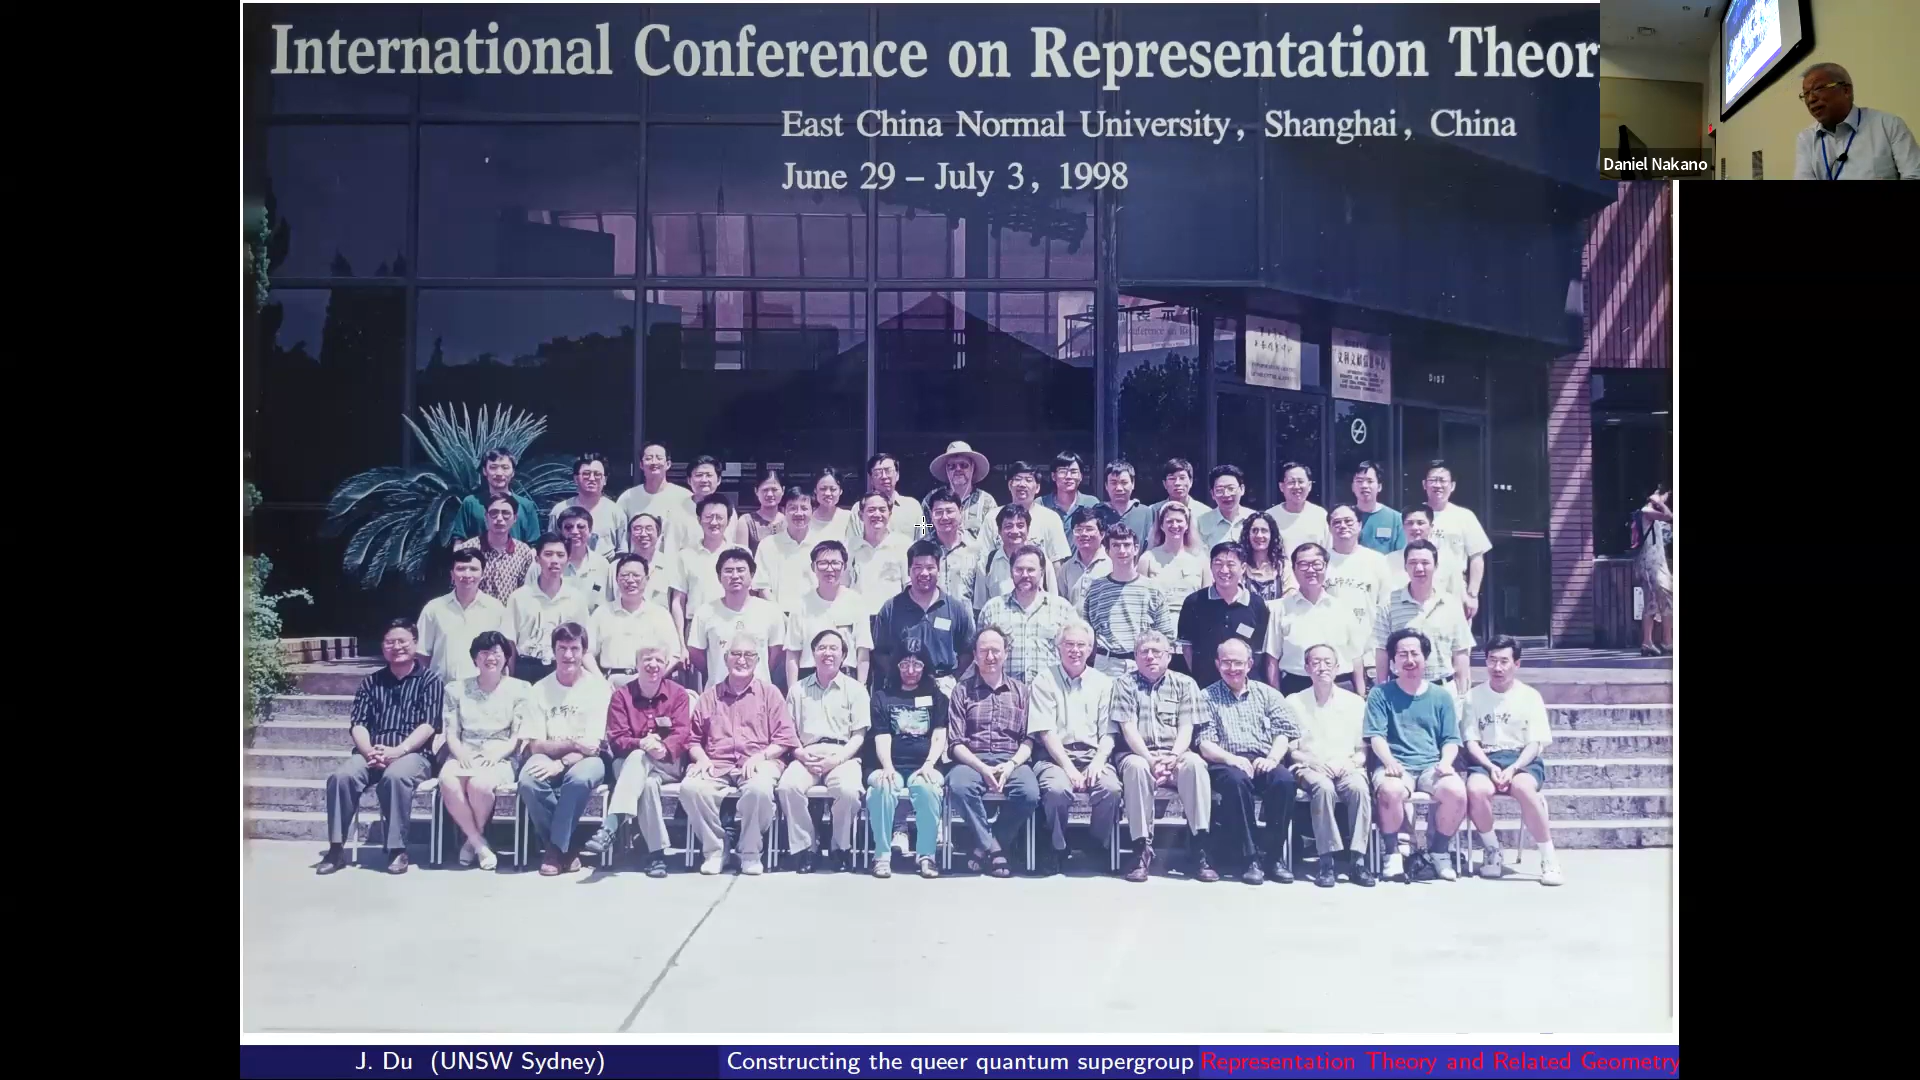 International Conference on Representation Theor
East China Normal University, Shanghai, China
June 29 – July 3, 1998
Daniel Nakano
0107
J. Du (UNSW Sydney)
Constructing the queer quantum supergroup
Representation Theory and Related Geometry